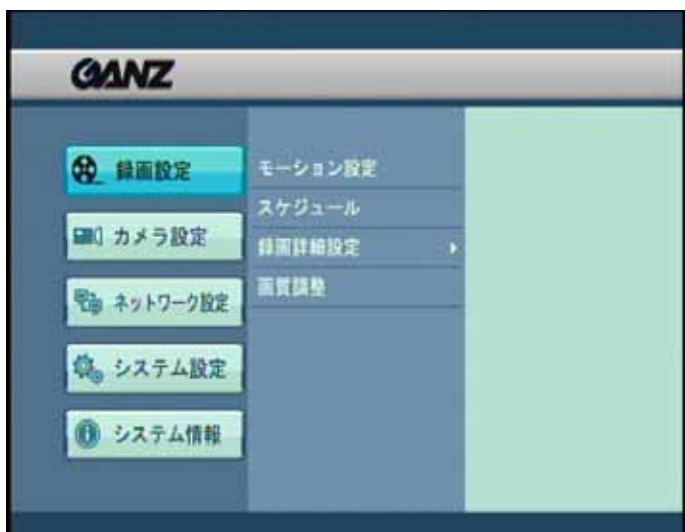 GANZ
録画設定
カメラ設定
ネットワーク設定
システム設定
システム情報
モーション設定
スケジュール
録画詳細設定
画質調整